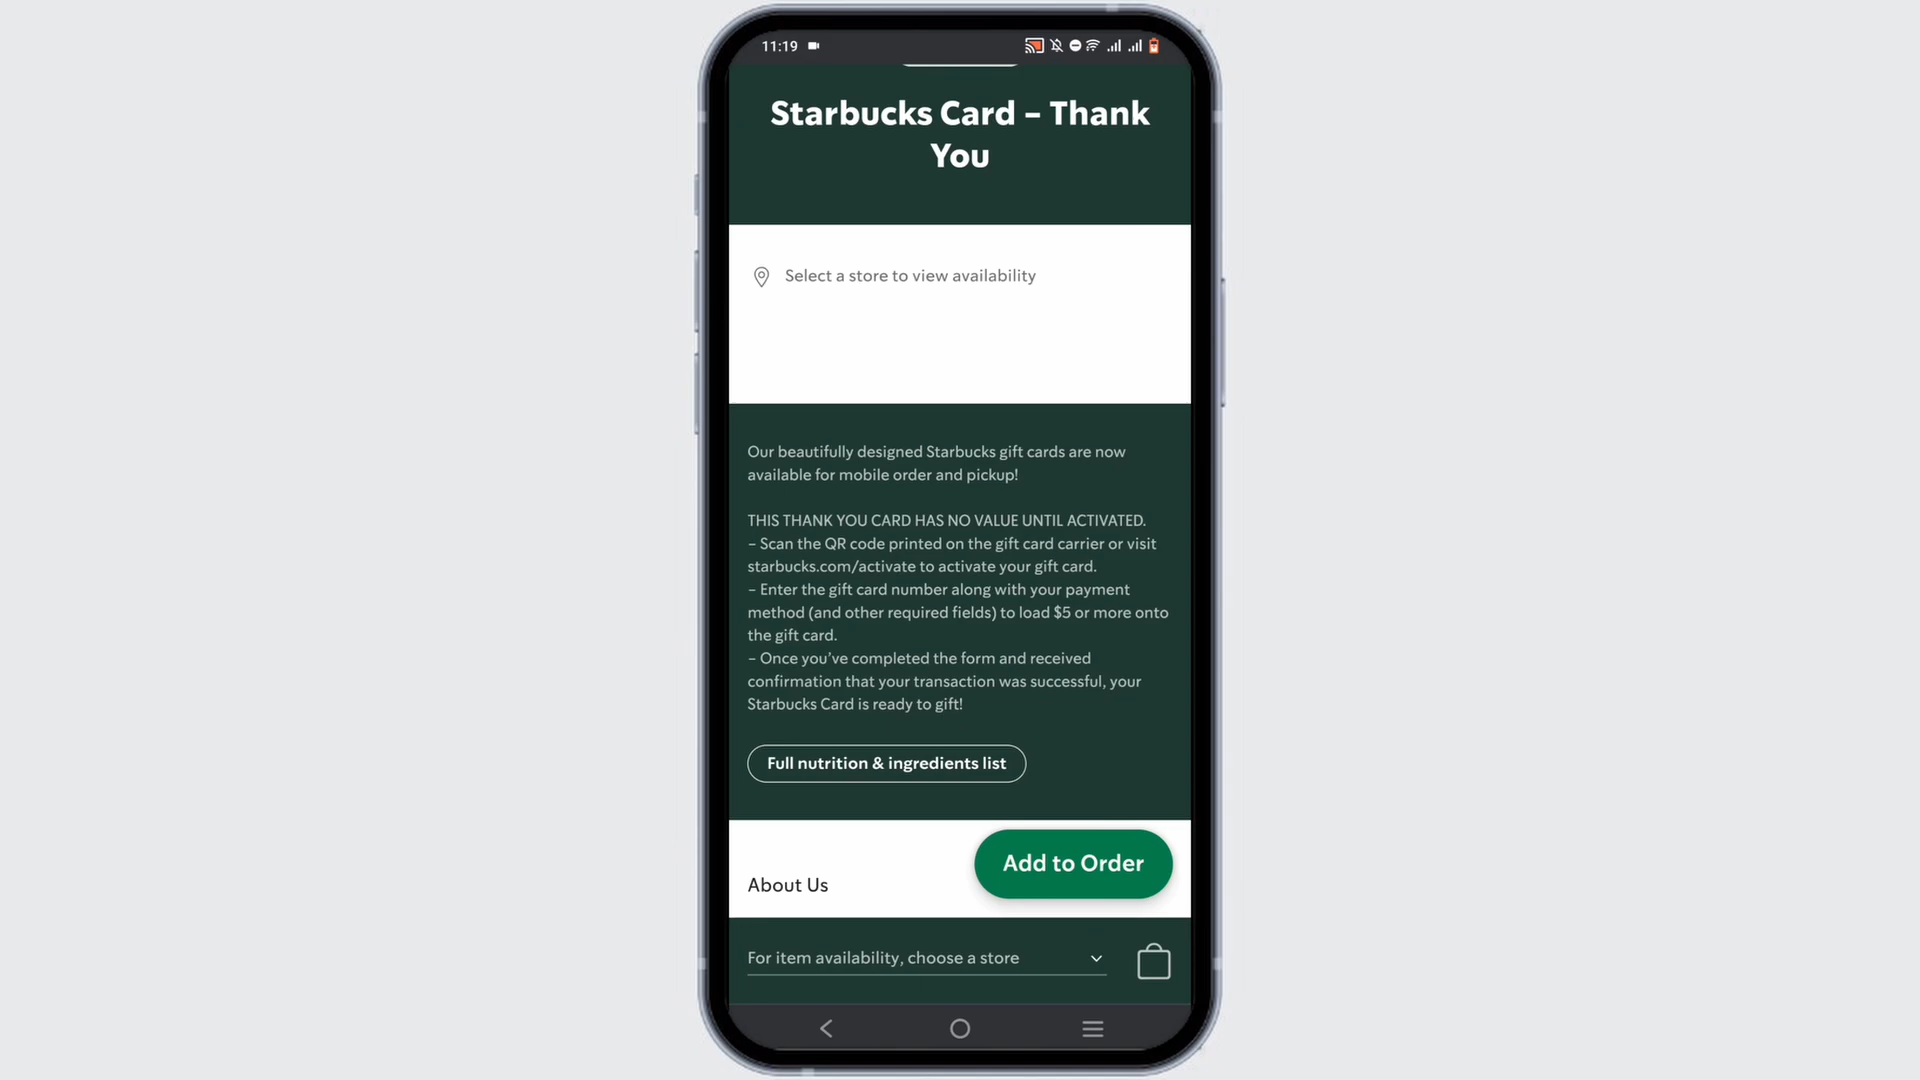 11:19
Starbucks Card – Thank
You
Select a store to view availability
Our beautifully designed Starbucks gift cards are now
available for mobile order and pickup!
THIS THANK YOU CARD HAS NO VALUE UNTIL ACTIVATED.
– Scan the QR code printed on the gift card carrier or visit
starbucks.com/activate to activate your gift card.
– Enter the gift card number along with your payment
method (and other required fields) to load $5 or more onto
the gift card.
– Once you’ve completed the form and received
confirmation that your transaction was successful, your
Starbucks Card is ready to gift!
Full nutrition & ingredients list
Add to Order
About Us
For item availability, choose a store